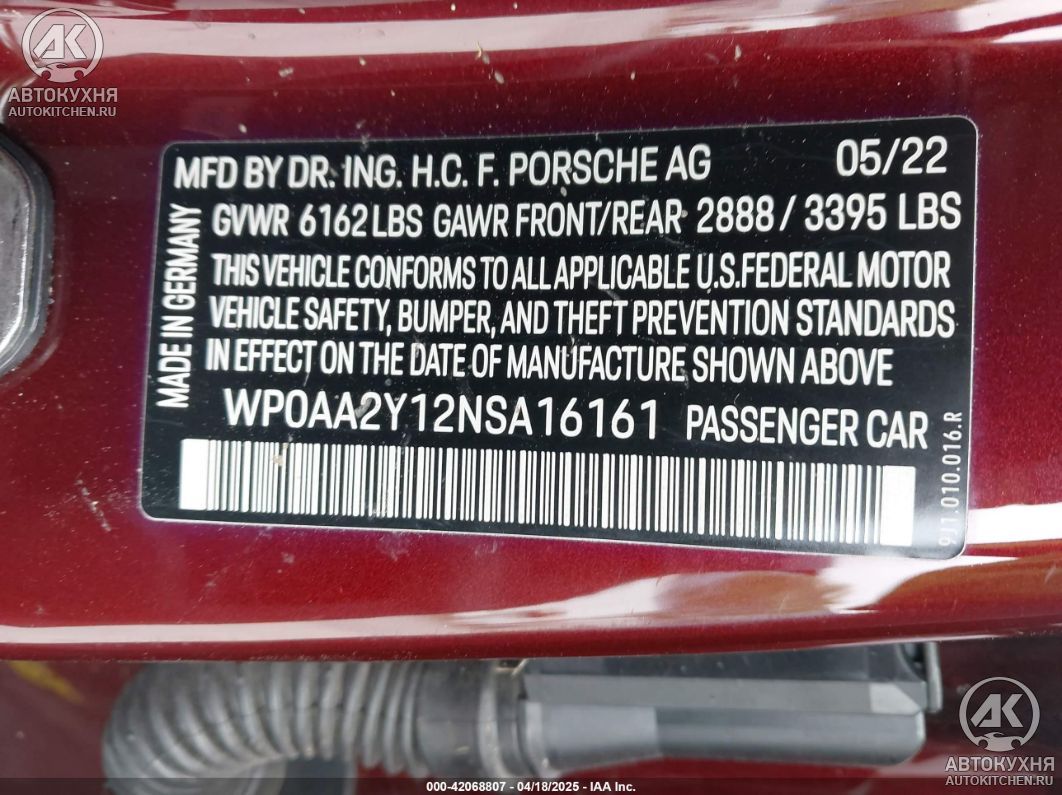 AK
АВТОКУХНЯ
AUTOKITCHEN.RU
MFD BY DR. ING. H.C. F. PORSCHE AG 05/22
GVWR 6162 LBS GAWR FRONT/REAR 2888 / 3395 LBS
THIS VEHICLE CONFORMS TO ALL APPLICABLE U.S. FEDERAL MOTOR
VEHICLE SAFETY, BUMPER, AND THEFT PREVENTION STANDARDS
IN EFFECT ON THE DATE OF MANUFACTURE SHOWN ABOVE
WP0AA2Y12NSA16161 PASSENGER CAR
MADE IN GERMANY
9J1.010.016.R
AK
АВТОКУХНЯ
AUTOKITCHEN.RU
000-42068807 - 04/18/2025 - IAA Inc.